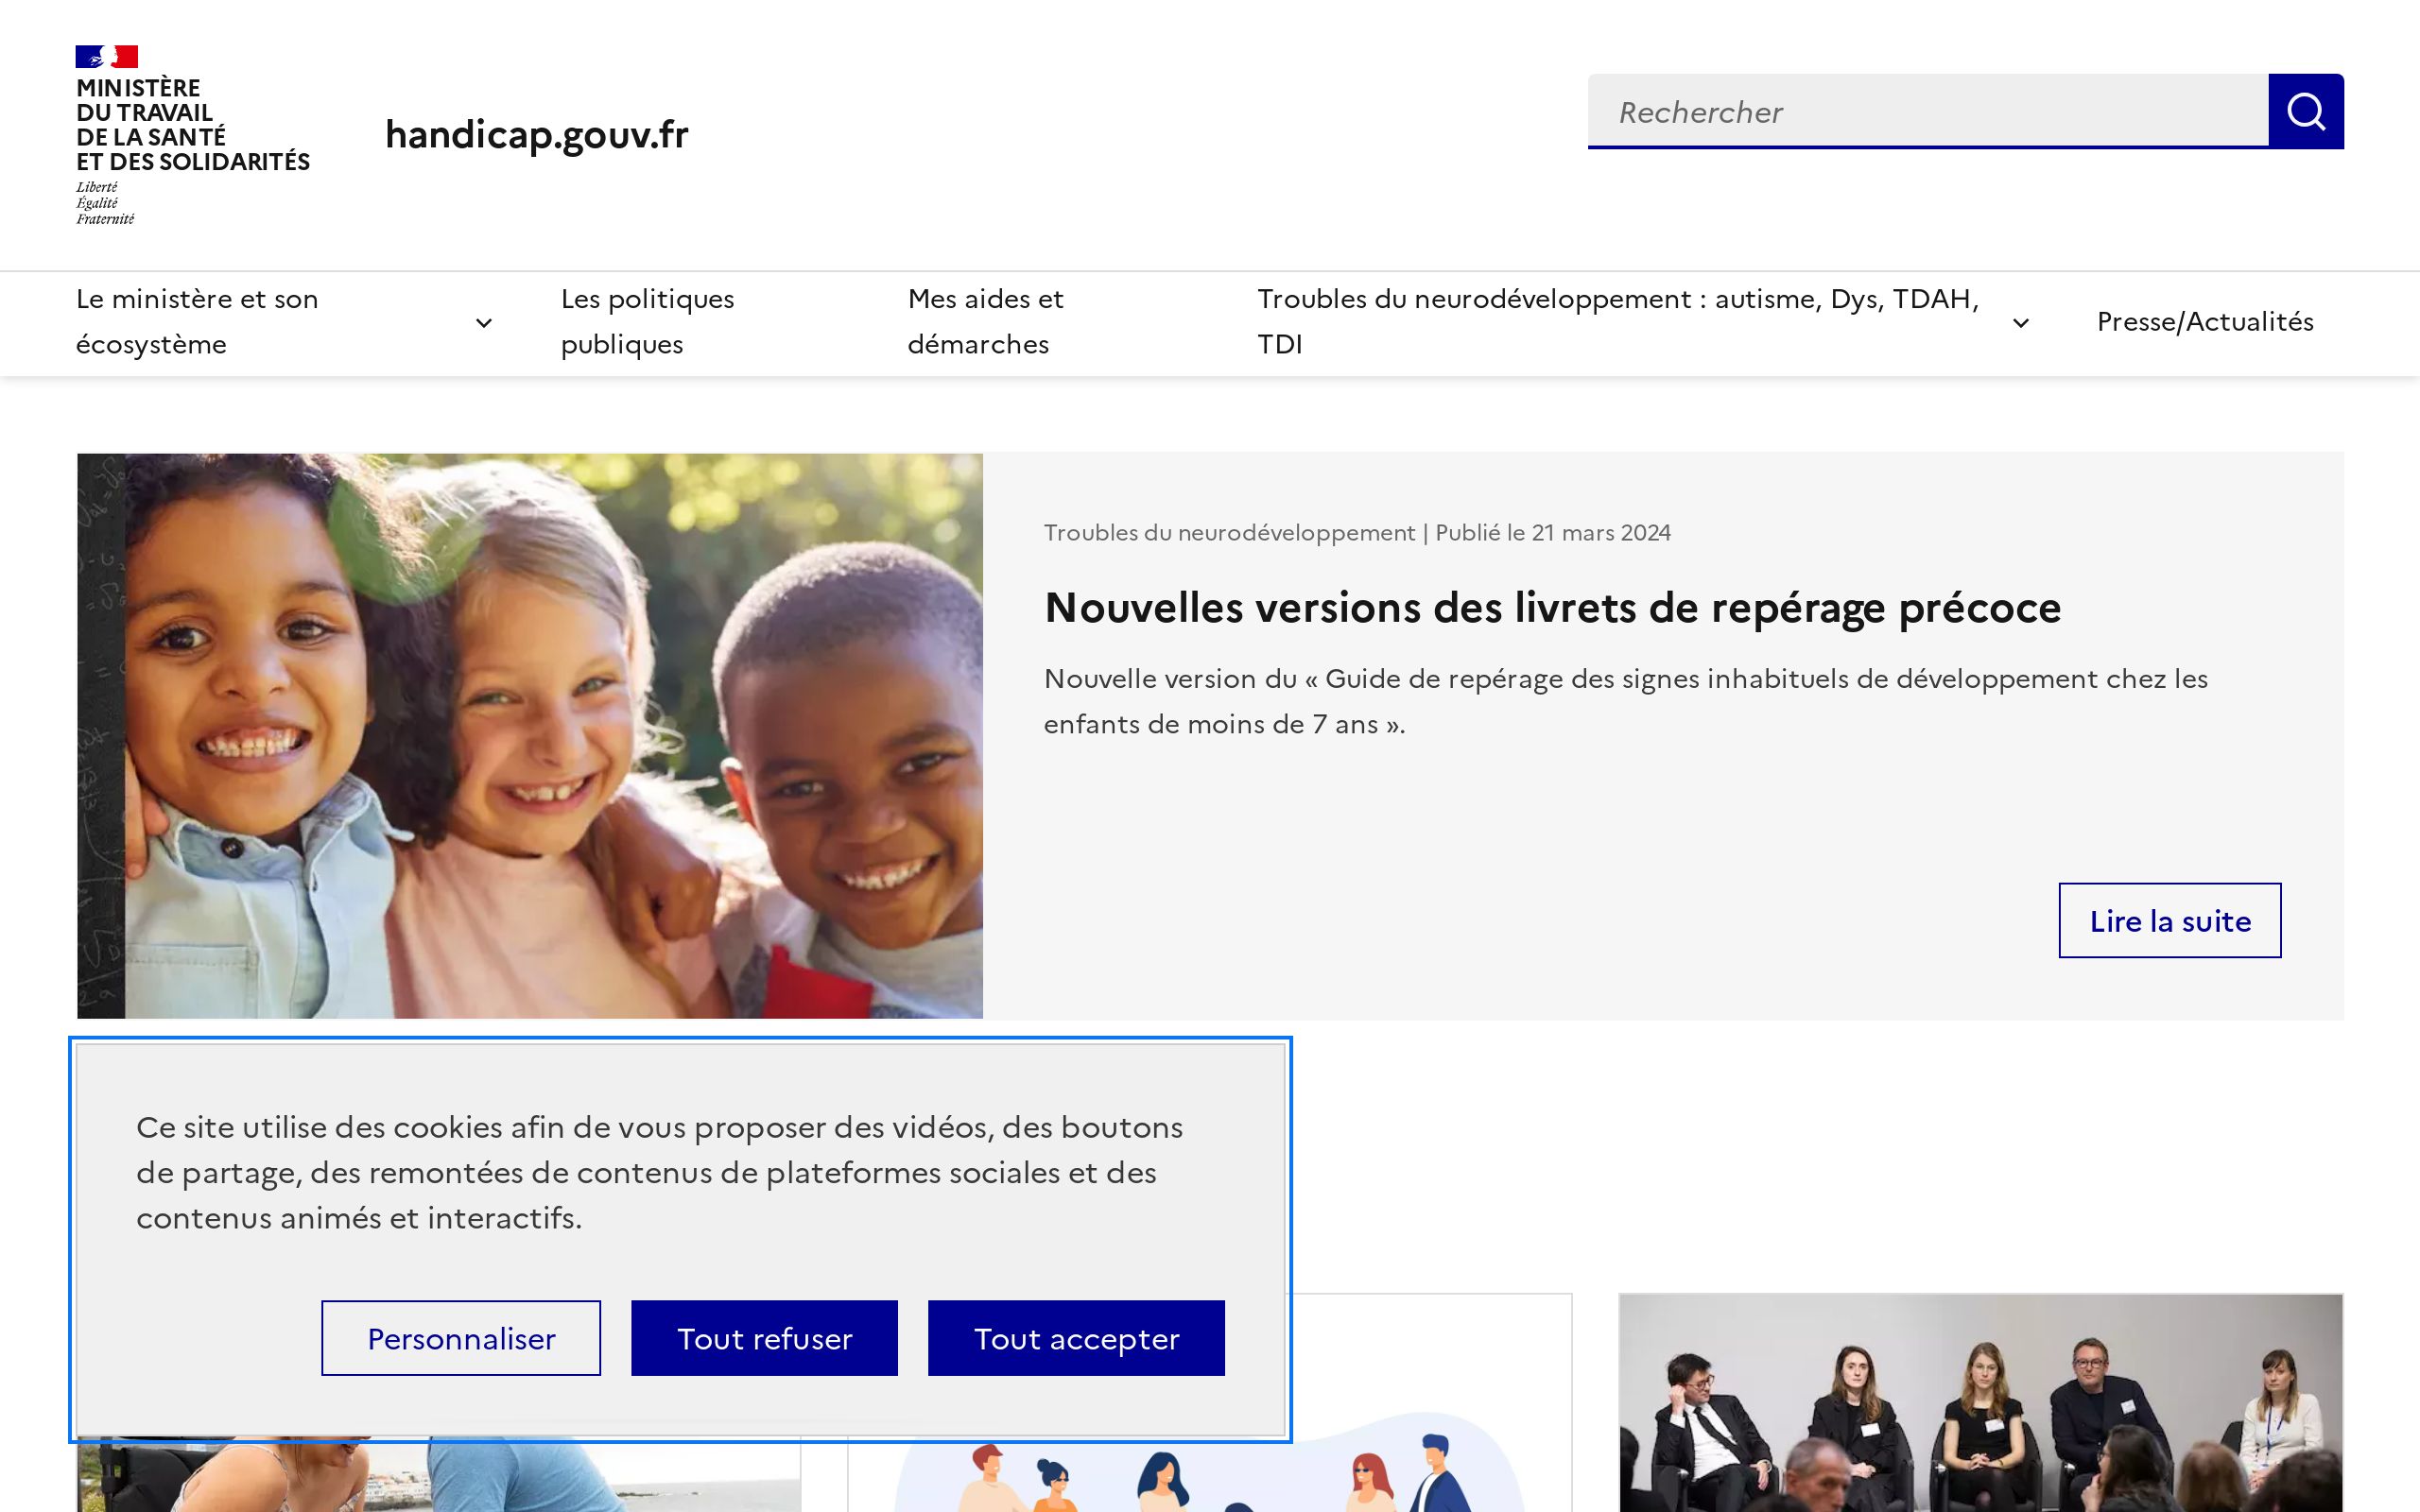 MINISTÈRE
DU TRAVAIL
DE LA SANTÉ
ET DES SOLIDARITÉS
Liberté
Égalité
Fraternité
handicap.gouv.fr
Rechercher
Le ministère et son
écosystème
Les politiques
publiques
Mes aides et
démarches
Troubles du neurodéveloppement : autisme, Dys, TDAH,
TDI
Presse/Actualités
Troubles du neurodéveloppement | Publié le 21 mars 2024
Nouvelles versions des livrets de repérage précoce
Nouvelle version du « Guide de repérage des signes inhabituels de développement chez les
enfants de moins de 7 ans ».
Lire la suite
Ce site utilise des cookies afin de vous proposer des vidéos, des boutons
de partage, des remontées de contenus de plateformes sociales et des
contenus animés et interactifs.
Personnaliser
Tout refuser
Tout accepter